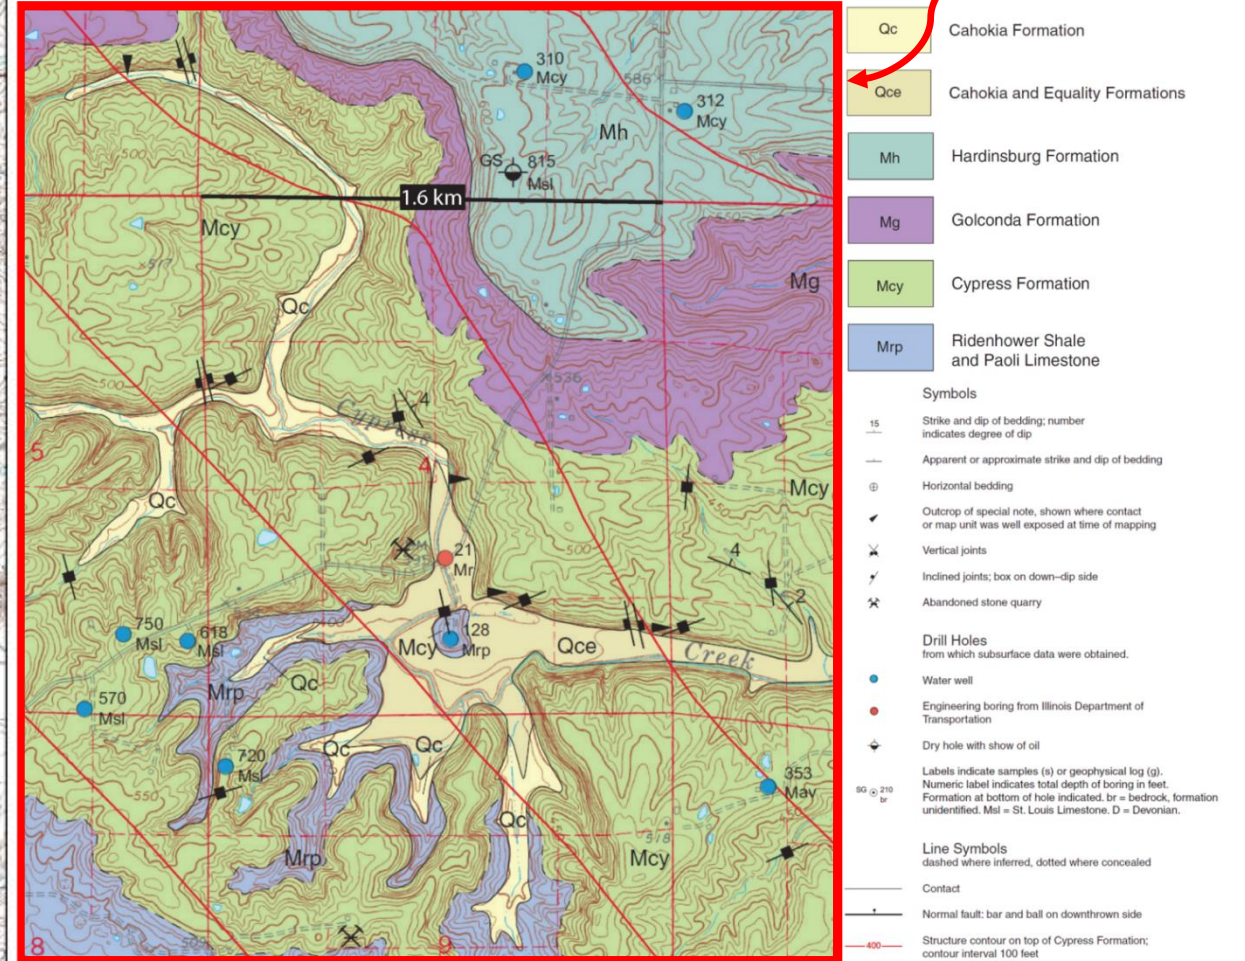 310
Mcy
586
312
Mcy
Mh
GS 815
Msl
500
1.6 km
550
Mcy
517
Mg
Qc
536
500
4
Cypress
5
4
Mcy
Qc
21
Mr
500
4
2
750
Msl
618
Msl
128
Mrp
Mcy
Qce
Creek
Qc
Mrp
570
Msl
Qc
Qc
720
Msl
353
Mav
550
Qc
518
Mrp
Mcy
8
9
Qc Cahokia Formation
Qce Cahokia and Equality Formations
Mh Hardinsburg Formation
Mg Golconda Formation
Mcy Cypress Formation
Mrp Ridenhower Shale
and Paoli Limestone
Symbols
15 Strike and dip of bedding; number
indicates degree of dip
Apparent or approximate strike and dip of bedding
Horizontal bedding
Outcrop of special note, shown where contact
or map unit was well exposed at time of mapping
Vertical joints
Inclined joints; box on down–dip side
Abandoned stone quarry
Drill Holes
from which subsurface data were obtained.
Water well
Engineering boring from Illinois Department of
Transportation
Dry hole with show of oil
Labels indicate samples (s) or geophysical log (g).
SG 210 Numeric label indicates total depth of boring in feet.
br Formation at bottom of hole indicated. br = bedrock, formation
unidentified. Msl = St. Louis Limestone. D = Devonian.
Line Symbols
dashed where inferred, dotted where concealed
Contact
Normal fault: bar and ball on downthrown side
400 Structure contour on top of Cypress Formation;
contour interval 100 feet